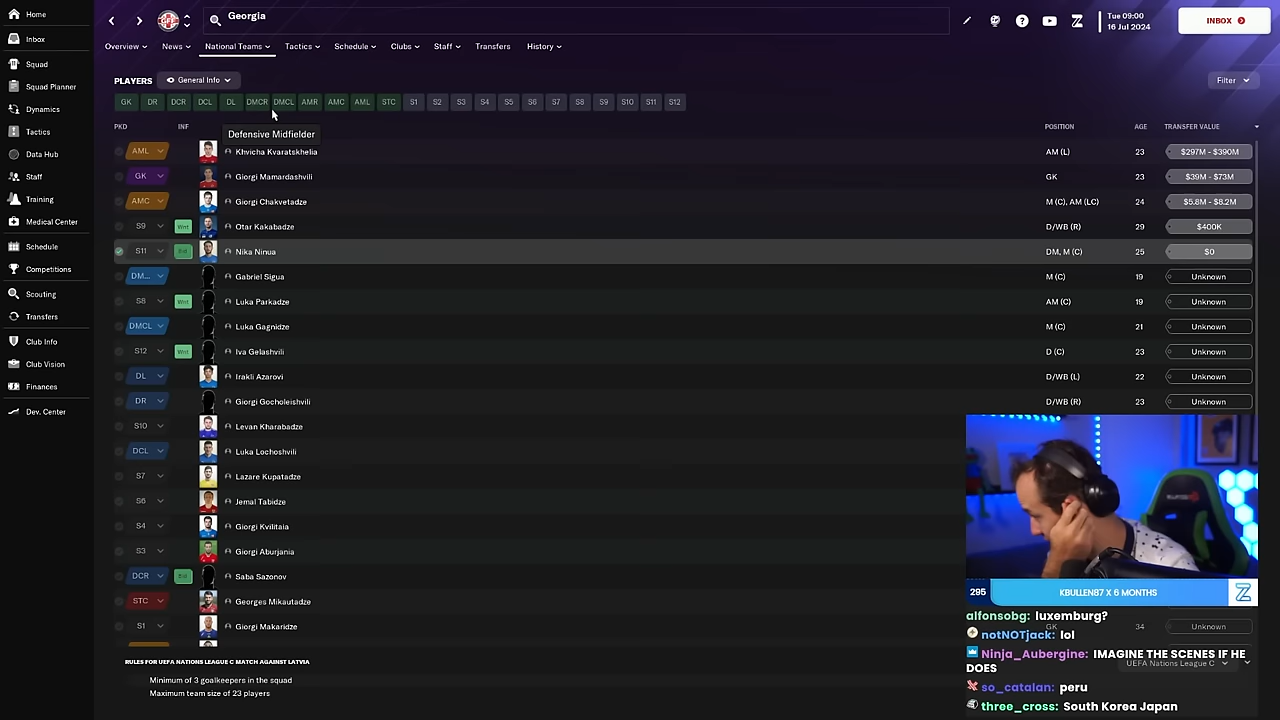 Home
Inbox
Squad
Squad Planner
Dynamics
Tactics
Data Hub
Staff
Training
Medical Center
Schedule
Competitions
Scouting
Transfers
Club Info
Club Vision
Finances
Dev. Center
Georgia
Tue 09:00
16 Jul 2024
INBOX
Overview News National Teams Tactics Schedule Clubs Staff Transfers History
PLAYERS General Info Filter
GK DR DCR DCL DL DMCR DMCL AMR AMC AML STC S1 S2 S3 S4 S5 S6 S7 S8 S9 S10 S11 S12
PKD INF POSITION AGE TRANSFER VALUE
Defensive Midfielder
AML Khvicha Kvaratskhelia AM (L) 23 $297M - $390M
GK Giorgi Mamardashvili GK 23 $39M - $73M
AMC Giorgi Chakvetadze M (C), AM (LC) 24 $5.8M - $8.2M
S9 Wnt Otar Kakabadze D/WB (R) 29 $400K
S11 Nika Ninua DM, M (C) 25 $0
DM... Gabriel Sigua M (C) 19 Unknown
S8 Wnt Luka Parkadze AM (C) 19 Unknown
DMCL Luka Gagnidze M (C) 21 Unknown
S12 Wnt Iva Gelashvili D (C) 23 Unknown
DL Irakli Azarovi D/WB (L) 22 Unknown
DR Giorgi Gocholeishvili D/WB (R) 23 Unknown
S10 Levan Kharabadze
DCL Luka Lochoshvili
S7 Lazare Kupatadze
S6 Jemal Tabidze
S4 Giorgi Kvilitaia
S3 Giorgi Aburjania
DCR Saba Sazonov
STC Georges Mikautadze
S1 Giorgi Makaridze GK 34 Unknown
RULES FOR UEFA NATIONS LEAGUE C MATCH AGAINST LATVIA
Minimum of 3 goalkeepers in the squad
Maximum team size of 23 players
UEFA Nations League C
295 KBULLEN87 X 6 MONTHS Z
alfonsobg: luxemburg?
notNOTjack: lol
Ninja_Aubergine: IMAGINE THE SCENES IF HE
DOES
so_catalan: peru
three_cross: South Korea Japan